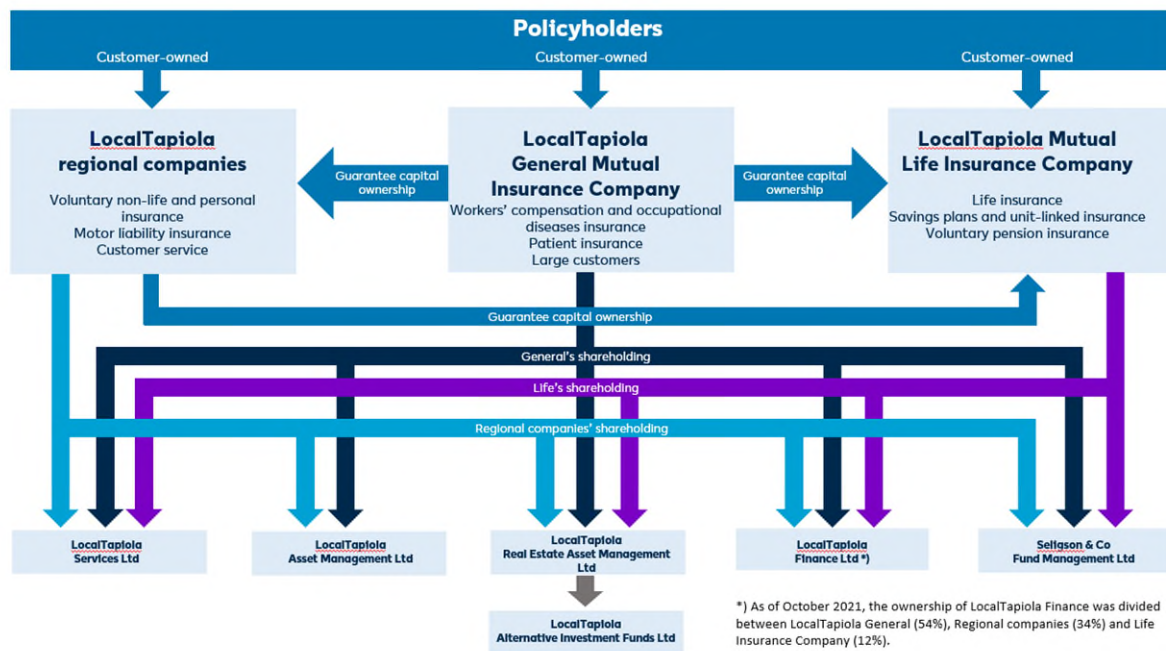 Policyholders
Customer-owned
Customer-owned
Customer-owned
LocalTapiola
regional companies
Voluntary non-life and personal
insurance
Motor liability insurance
Customer service
Guarantee capital
ownership
LocalTapiola
General Mutual
Insurance Company
Workers' compensation and occupational
diseases insurance
Patient insurance
Large customers
Guarantee capital
ownership
LocalTapiola Mutual
Life Insurance Company
Life insurance
Savings plans and unit-linked insurance
Voluntary pension insurance
Guarantee capital ownership
General's shareholding
Life's shareholding
Regional companies' shareholding
LocalTapiola
Services Ltd
LocalTapiola
Asset Management Ltd
LocalTapiola
Real Estate Asset Management
Ltd
LocalTapiola
Finance Ltd *)
Seligson & Co
Fund Management Ltd
LocalTapiola
Alternative Investment Funds Ltd
*) As of October 2021, the ownership of LocalTapiola Finance was divided
between LocalTapiola General (54%), Regional companies (34%) and Life
Insurance Company (12%).